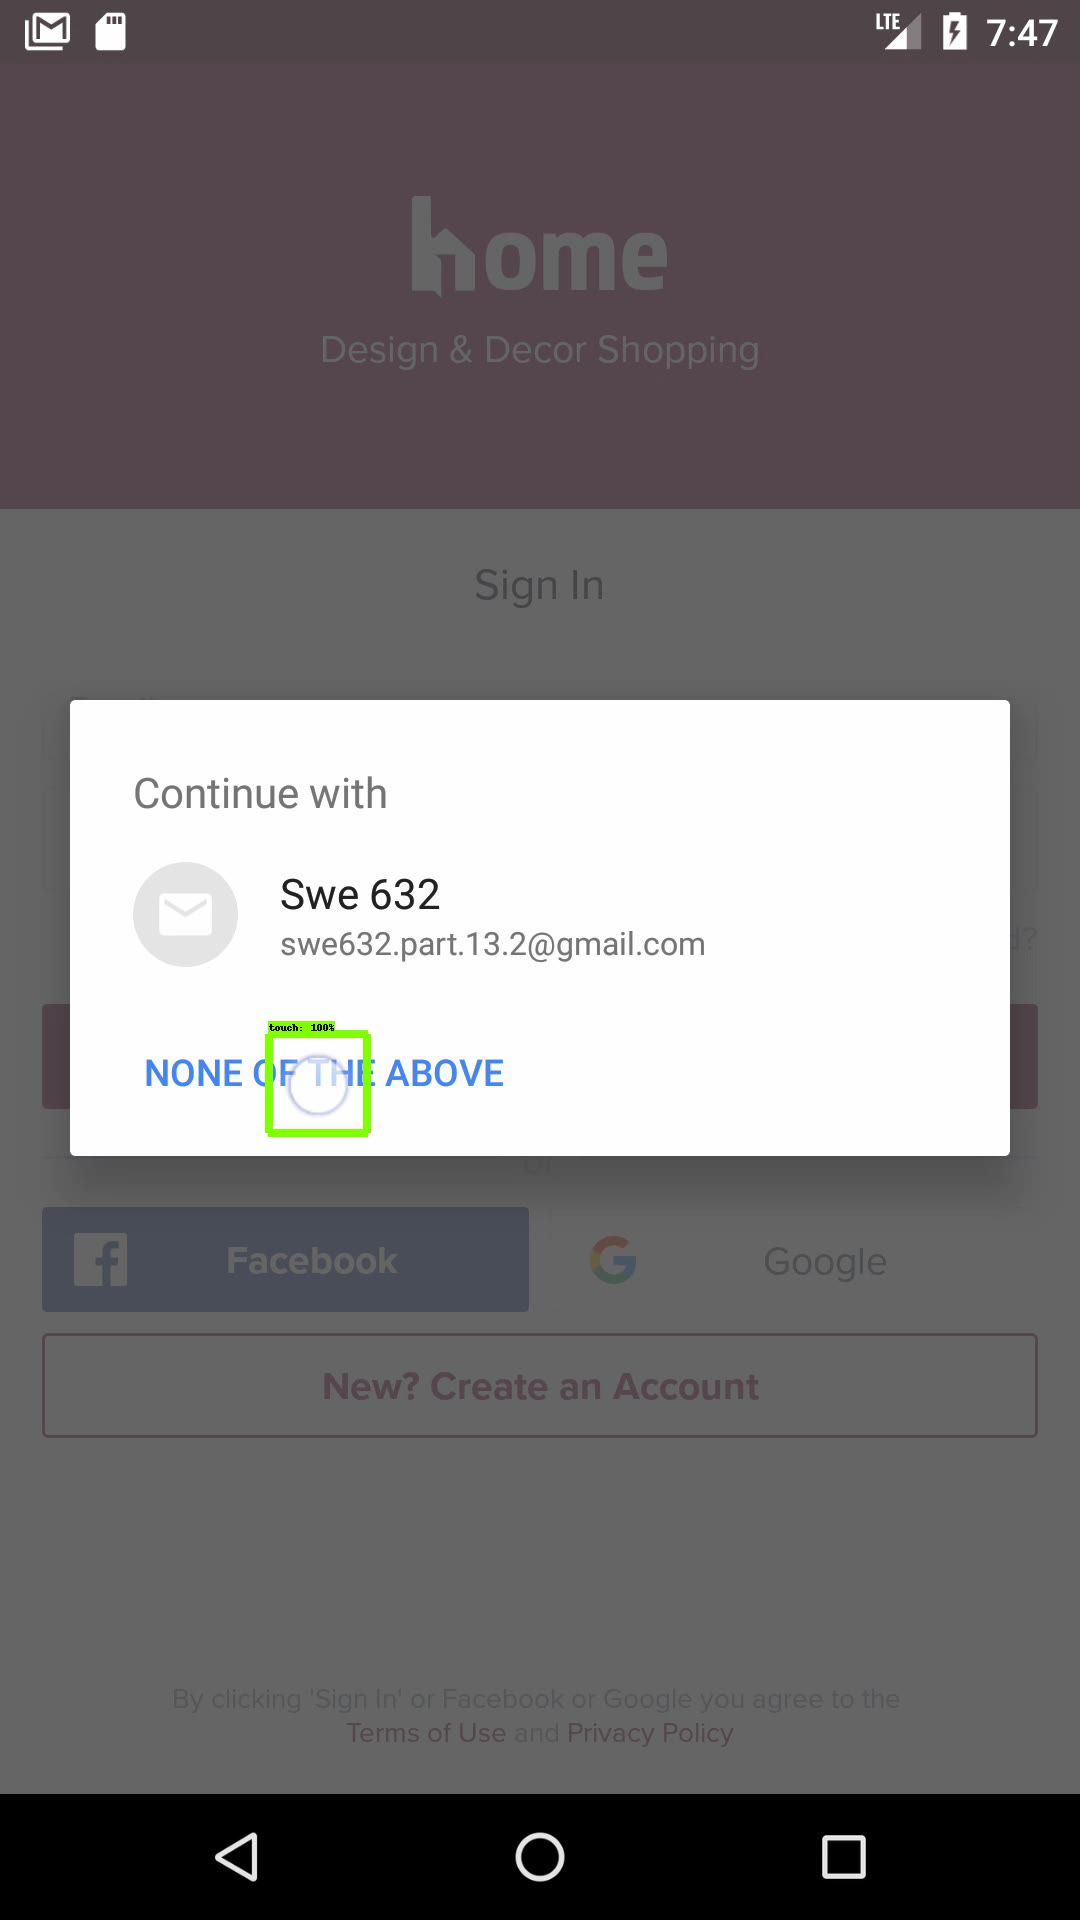 LTE 7:47
home
Design & Decor Shopping
Sign In
Continue with
Swe 632
swe632.part.13.2@gmail.com
d?
touch: 100%
NONE OF THE ABOVE
or
Facebook
Google
New? Create an Account
By clicking 'Sign In' or Facebook or Google you agree to the
Terms of Use and Privacy Policy